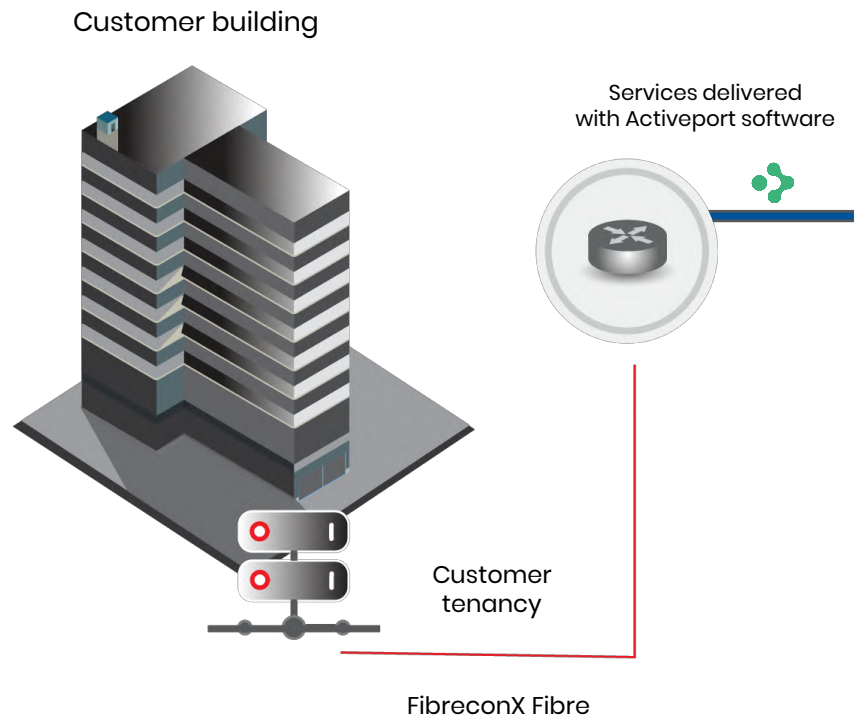 Customer building
Services delivered
with Activeport software
Customer
tenancy
FibreconX Fibre